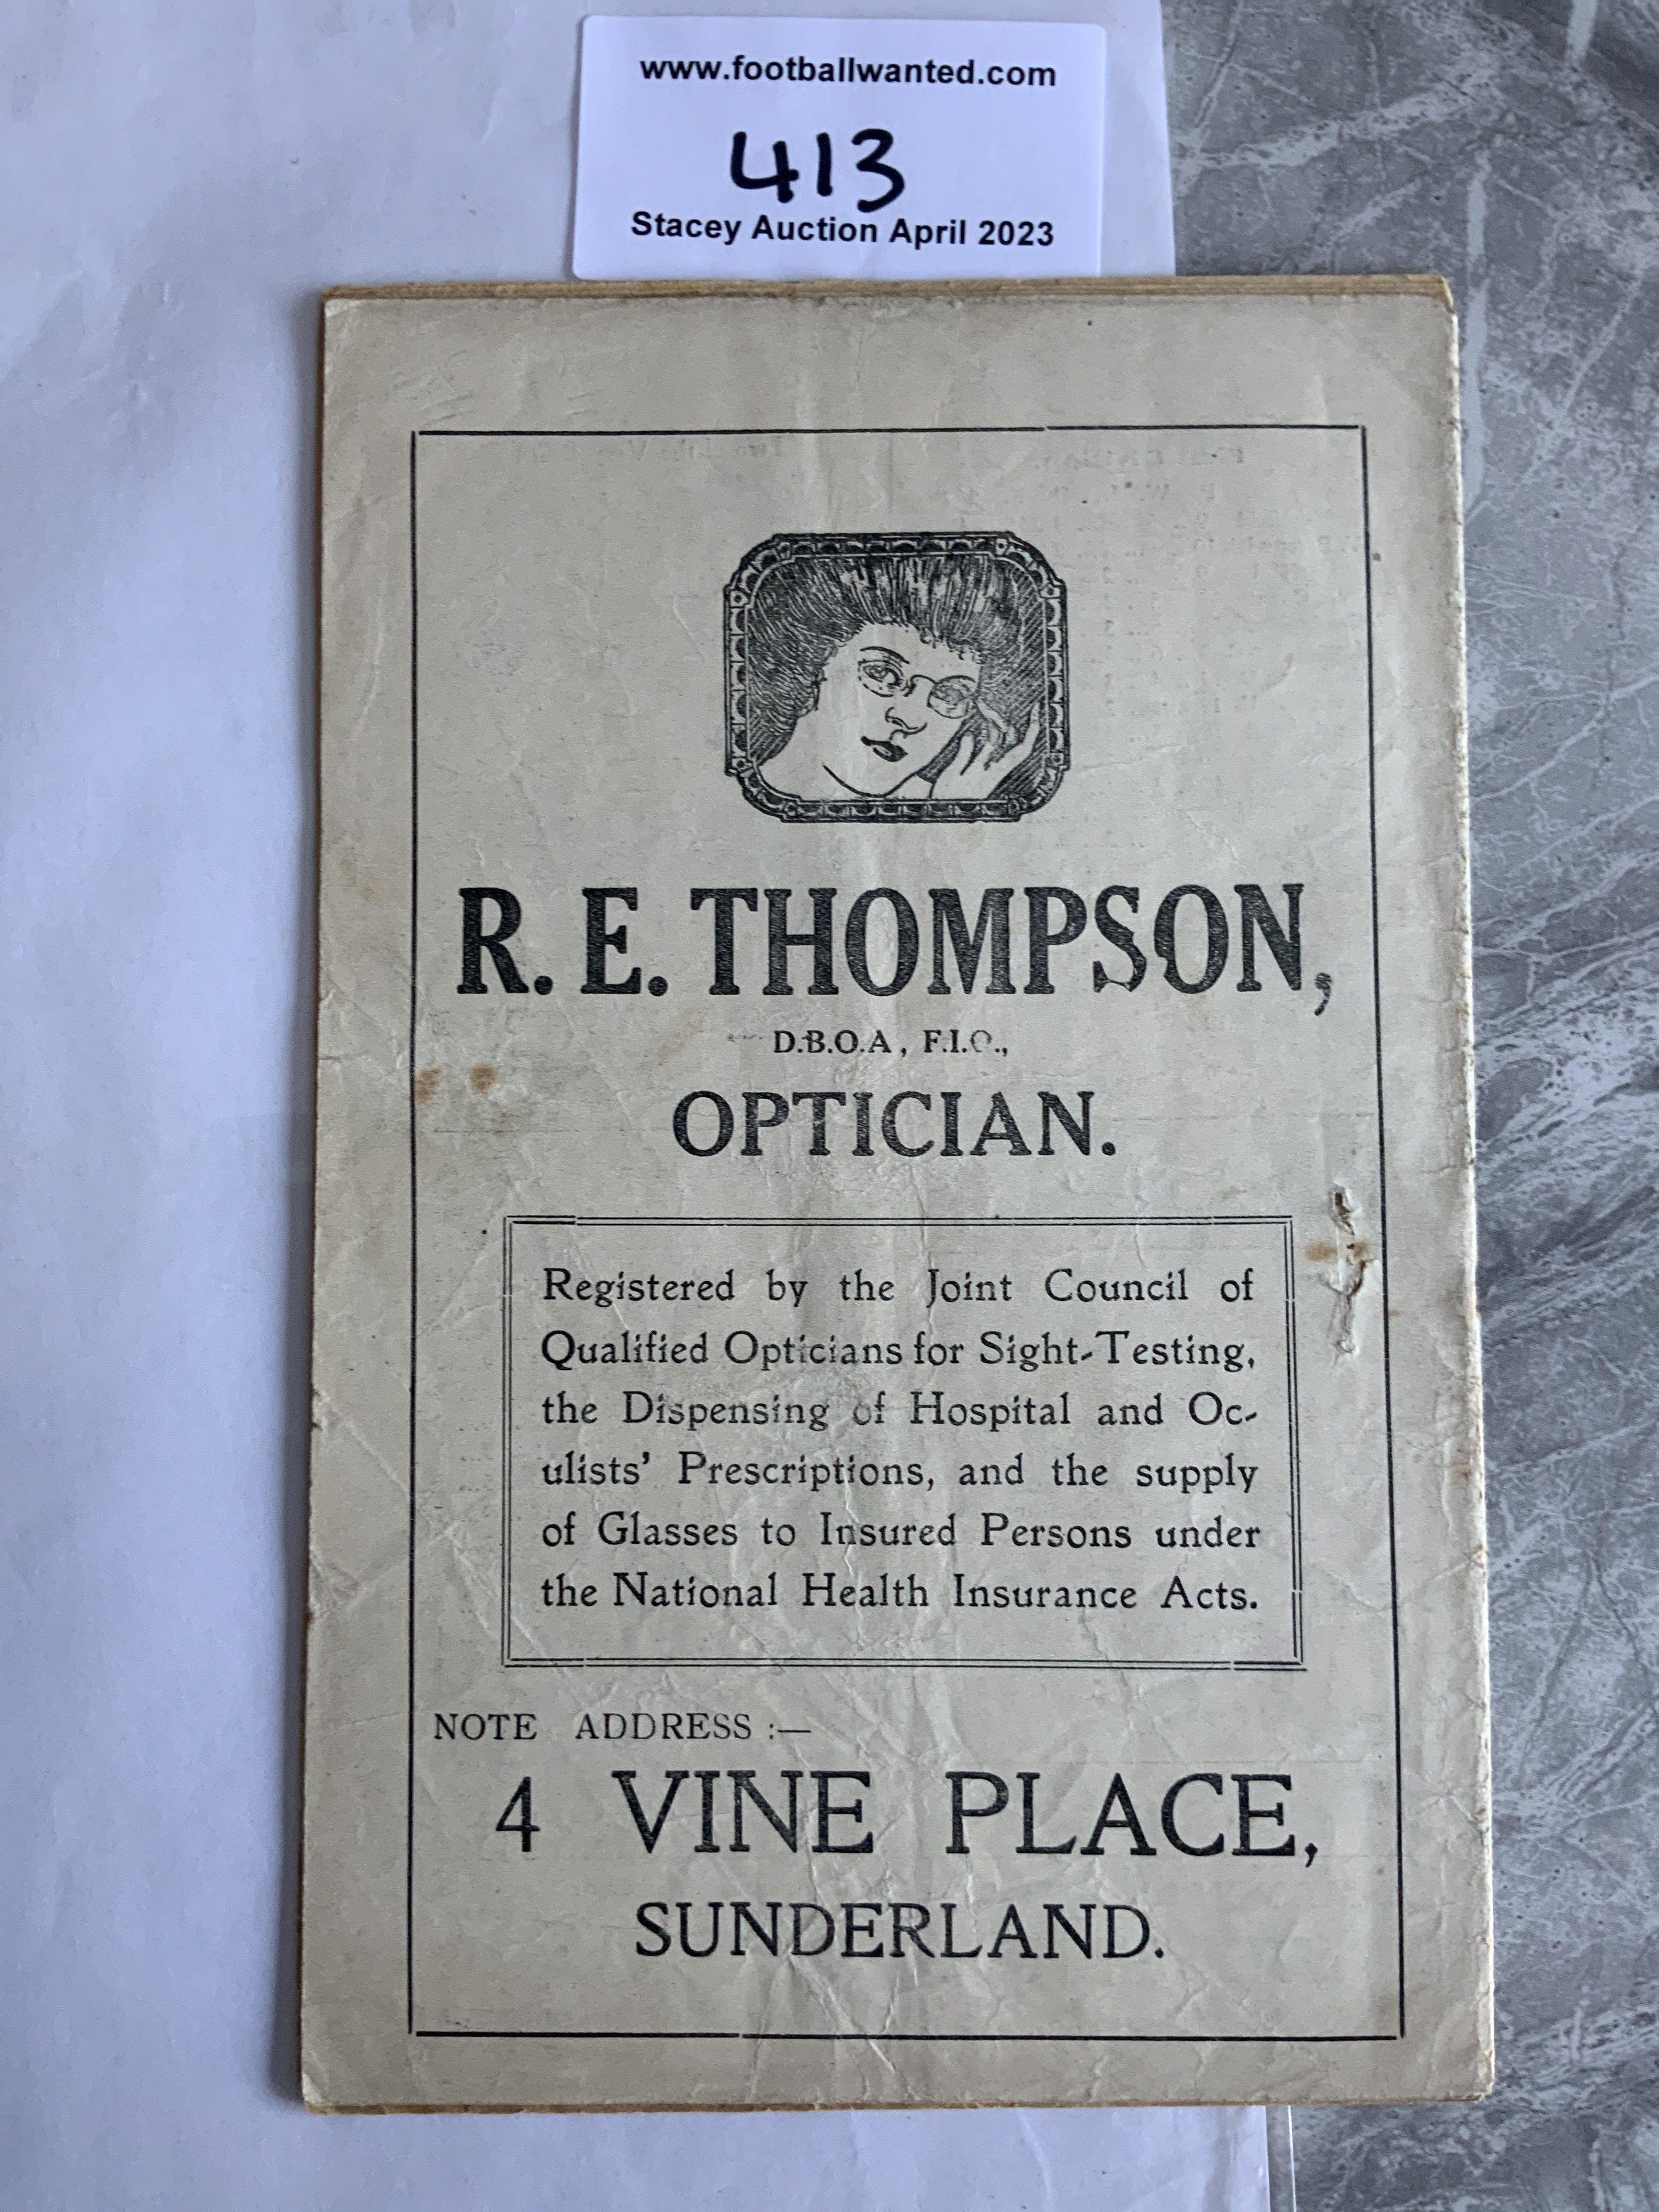 www.footballwanted.com
413
Stacey Auction April 2023
R. E. THOMPSON,
D.B.O.A, F.I.O.,
OPTICIAN.
Registered by the Joint Council of
Qualified Opticians for Sight-Testing,
the Dispensing of Hospital and Oc-
ulists' Prescriptions, and the supply
of Glasses to Insured Persons under
the National Health Insurance Acts.
NOTE ADDRESS :—
4 VINE PLACE,
SUNDERLAND.